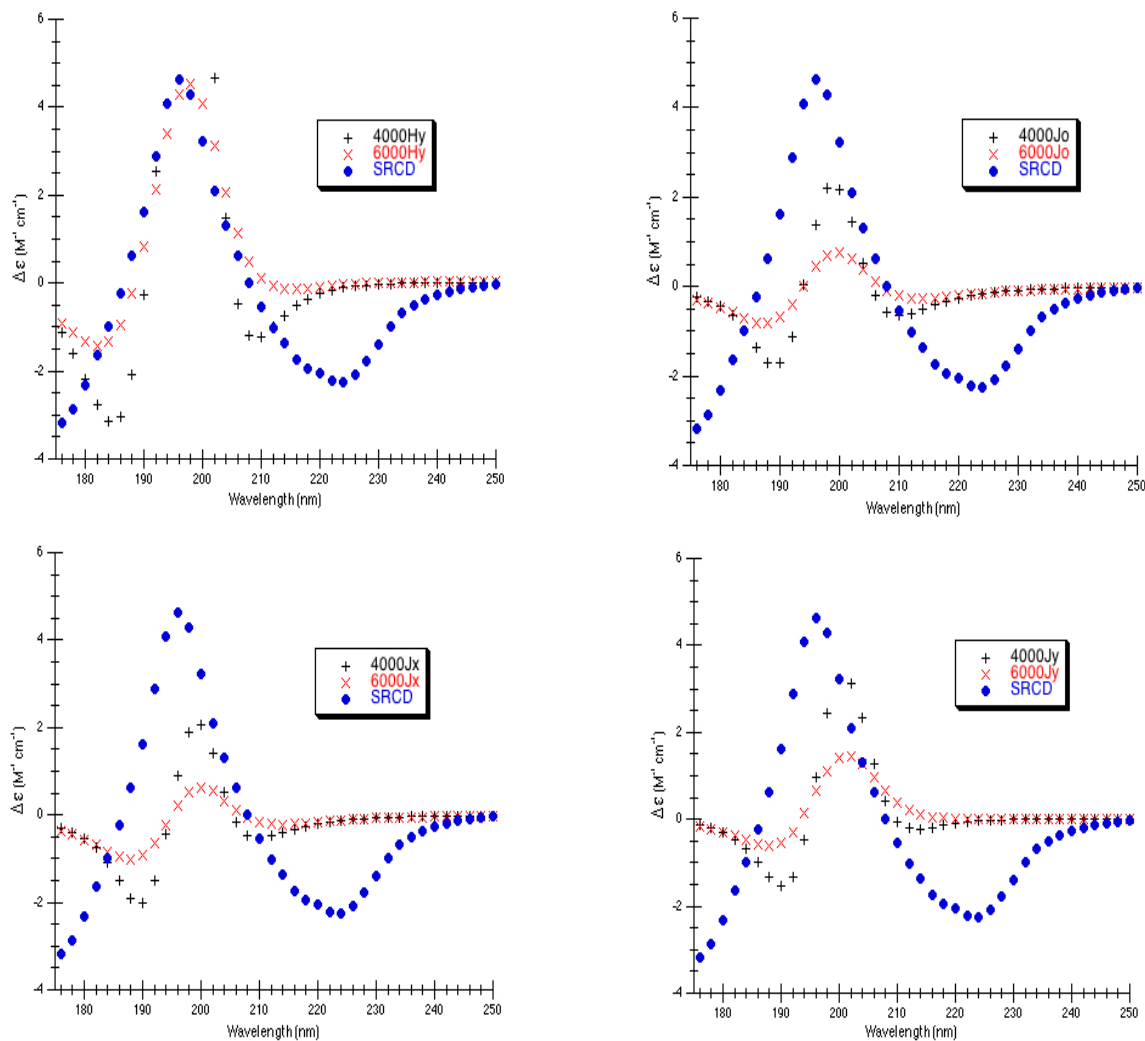 6
4
2
0
-2
-4
Δ ε (M⁻¹ cm⁻¹)
4000Hy
6000Hy
SRCD
180 190 200 210 220 230 240 250
Wavelength (nm)
6
4
2
0
-2
-4
Δ ε (M⁻¹ cm⁻¹)
4000Jo
6000Jo
SRCD
180 190 200 210 220 230 240 250
Wavelength (nm)
6
4
2
0
-2
-4
Δ ε (M⁻¹ cm⁻¹)
4000Jx
6000Jx
SRCD
180 190 200 210 220 230 240 250
Wavelength (nm)
6
4
2
0
-2
-4
Δ ε (M⁻¹ cm⁻¹)
4000Jy
6000Jy
SRCD
180 190 200 210 220 230 240 250
Wavelength (nm)